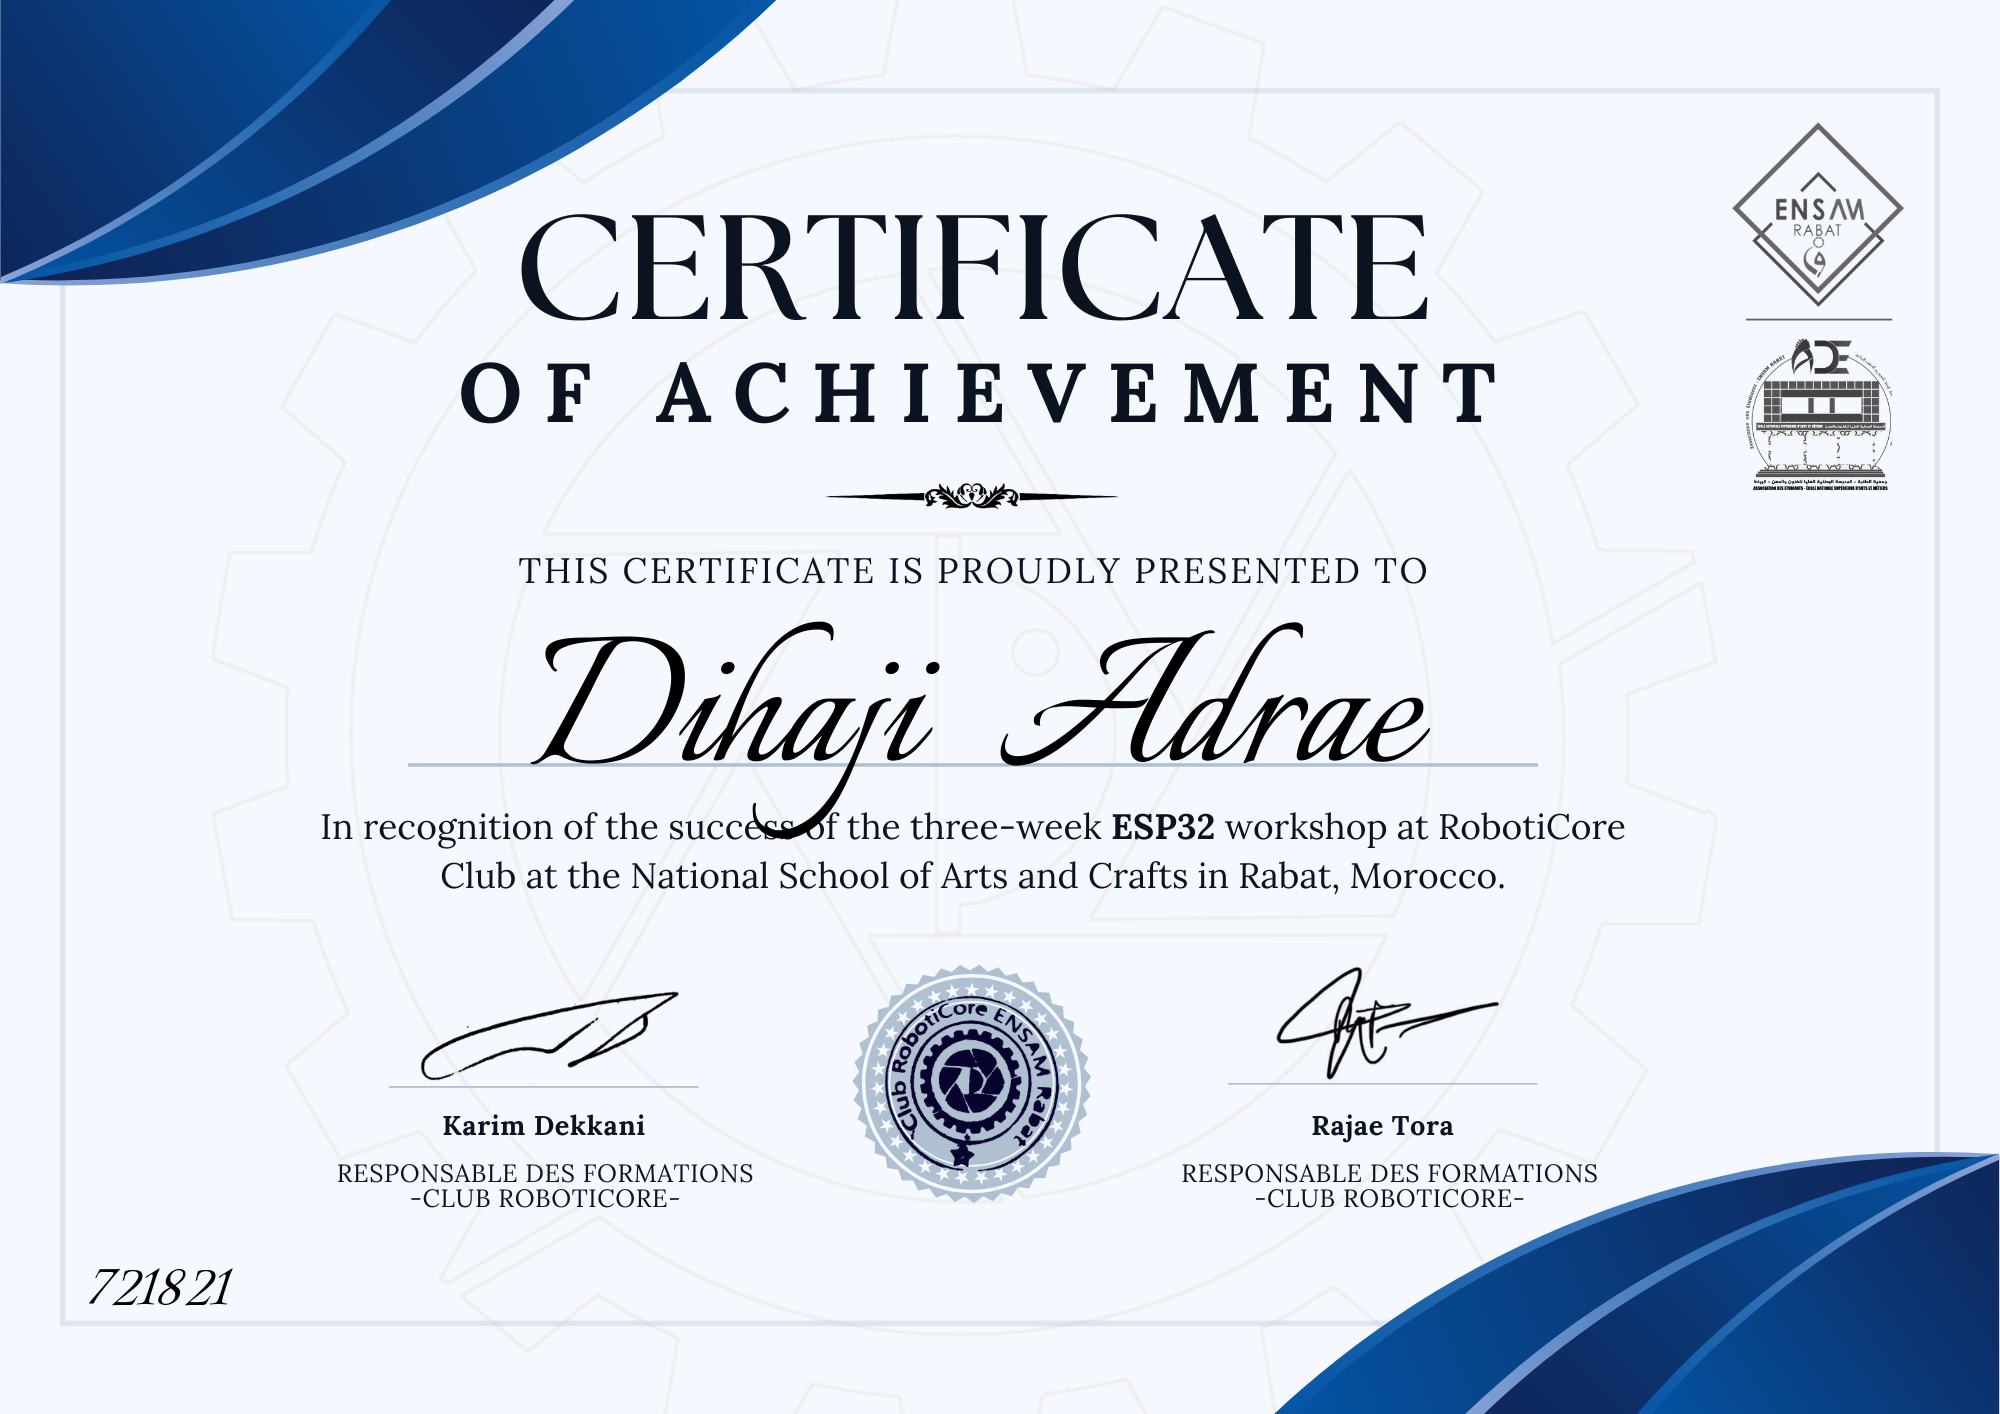 CERTIFICATE
OF ACHIEVEMENT
ENSAM
RABAT
ADE
THIS CERTIFICATE IS PROUDLY PRESENTED TO
Dihaji Adrae
In recognition of the success of the three-week ESP32 workshop at RobotiCore
Club at the National School of Arts and Crafts in Rabat, Morocco.
Club RobotiCore ENSAM Rabat
Karim Dekkani
RESPONSABLE DES FORMATIONS
-CLUB ROBOTICORE-
Rajae Tora
RESPONSABLE DES FORMATIONS
-CLUB ROBOTICORE-
721821